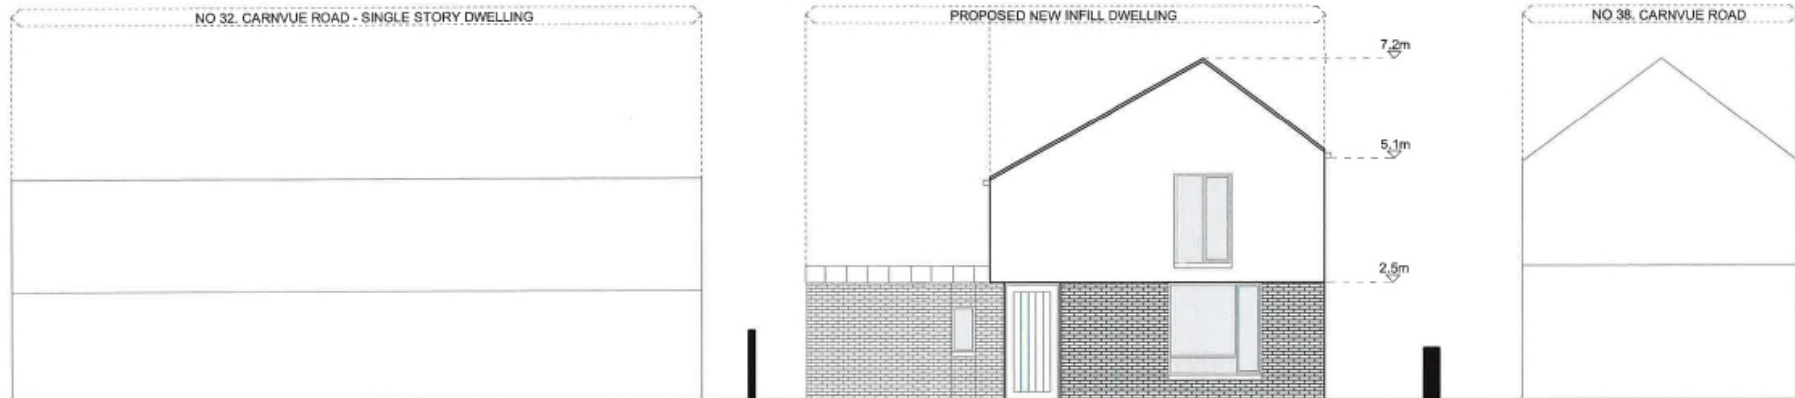 NO 32. CARNVUE ROAD - SINGLE STORY DWELLING
PROPOSED NEW INFILL DWELLING
NO 38. CARNVUE ROAD
7.2m
5.1m
2.5m